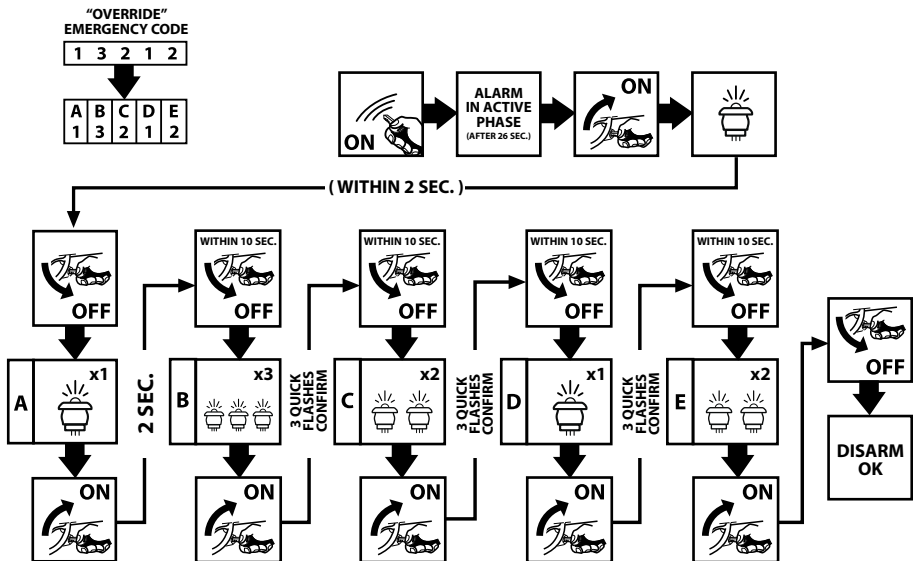 "OVERRIDE"
EMERGENCY CODE
1 3 2 1 2
A B C D E
1 3 2 1 2
ON
ALARM
IN ACTIVE
PHASE
(AFTER 26 SEC.)
ON
( WITHIN 2 SEC. )
OFF
A
x1
ON
2 SEC.
WITHIN 10 SEC.
OFF
B
x3
ON
3 QUICK
FLASHES
CONFIRM
WITHIN 10 SEC.
OFF
C
x2
ON
3 QUICK
FLASHES
CONFIRM
WITHIN 10 SEC.
OFF
D
x1
ON
3 QUICK
FLASHES
CONFIRM
WITHIN 10 SEC.
OFF
E
x2
ON
OFF
DISARM
OK